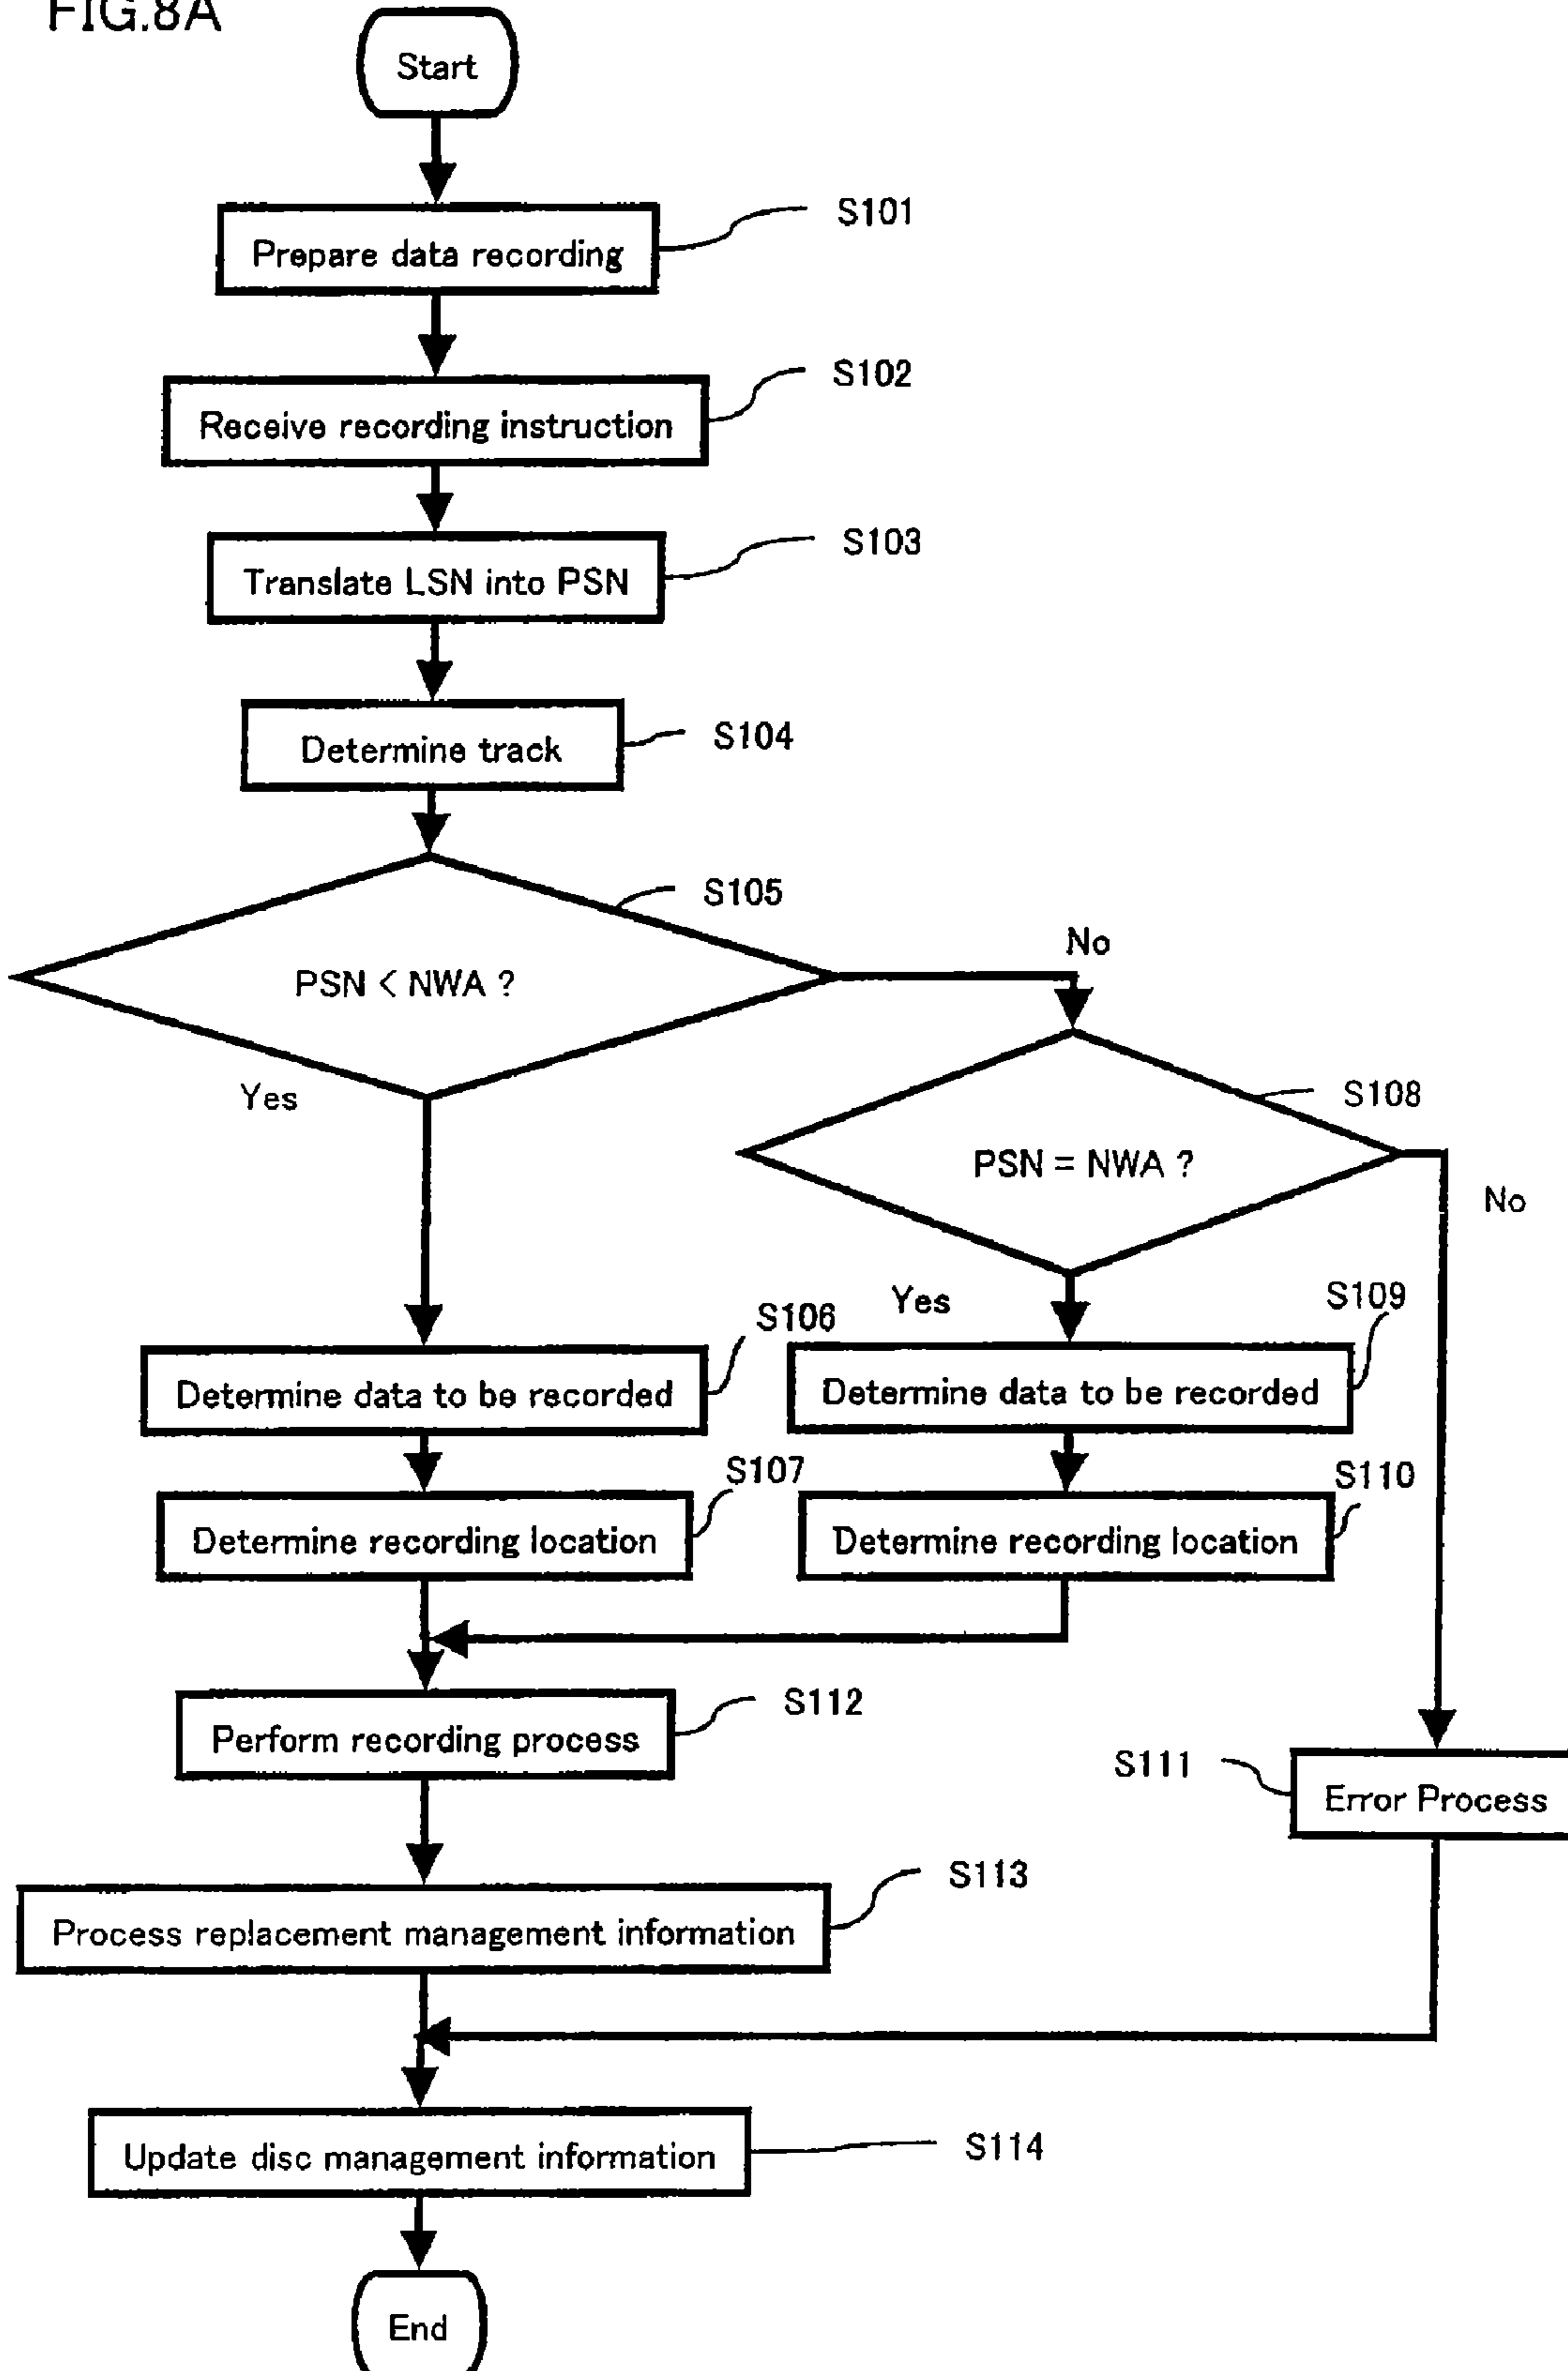 FIG.8A
Start
S101
Prepare data recording
S102
Receive recording instruction
S103
Translate LSN into PSN
S104
Determine track
S105
PSN < NWA ?
No
Yes
S108
PSN = NWA ?
No
Yes
S106
Determine data to be recorded
S109
Determine data to be recorded
S107
Determine recording location
S110
Determine recording location
S112
Perform recording process
S111
Error Process
S113
Process replacement management information
S114
Update disc management information
End